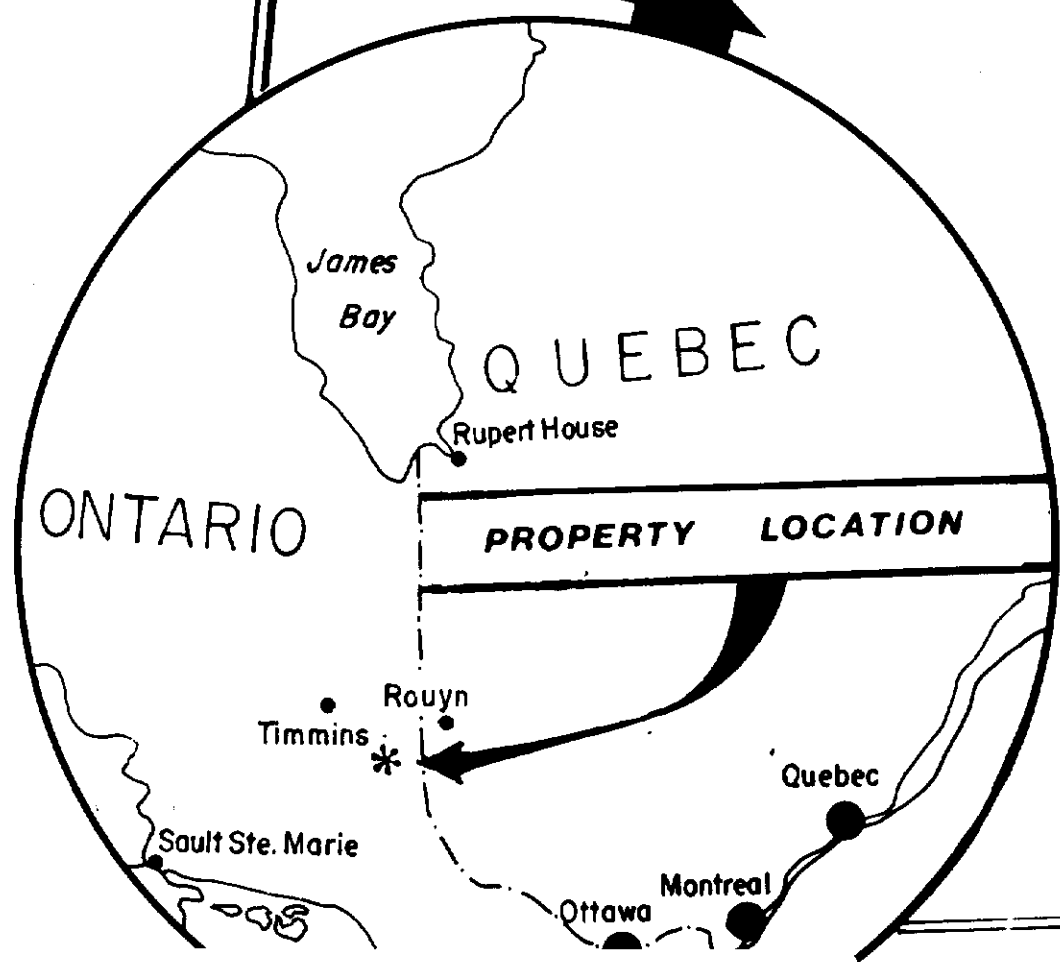 James
Bay
QUEBEC
Rupert House
ONTARIO
PROPERTY LOCATION
Rouyn
Timmins
*
Quebec
Sault Ste. Marie
Montreal
Ottawa